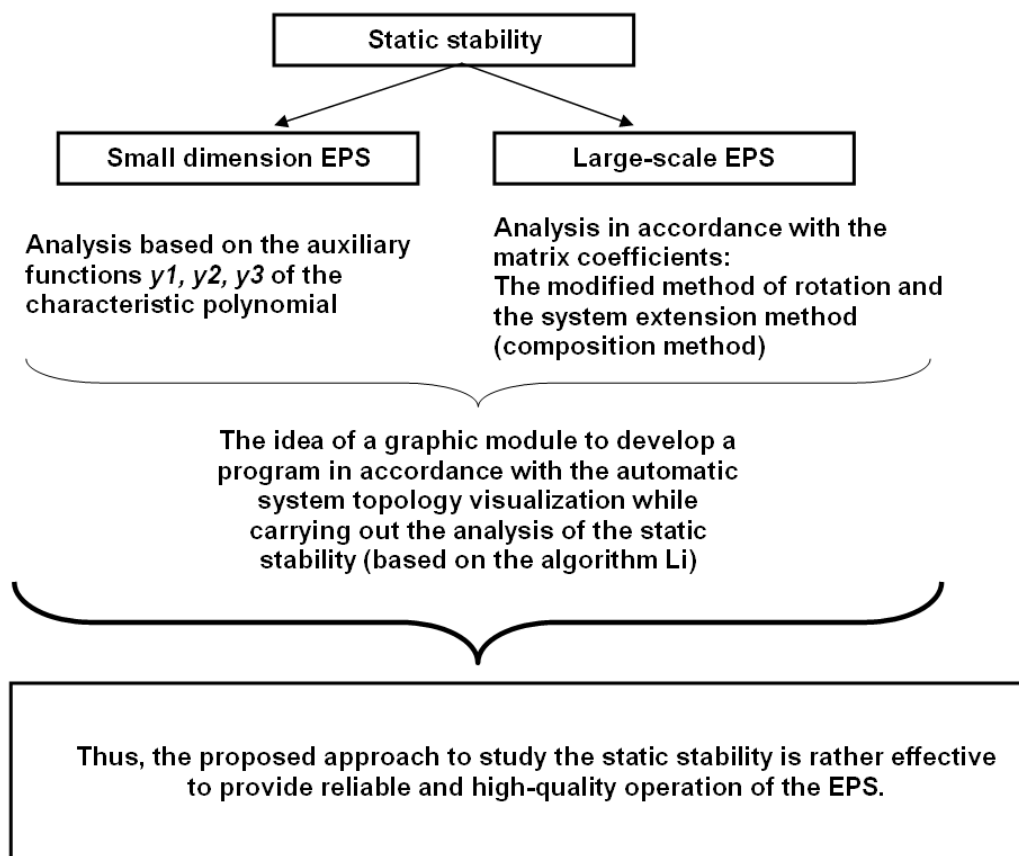 Static stability
Small dimension EPS
Large-scale EPS
Analysis based on the auxiliary
functions y1, y2, y3 of the
characteristic polynomial
Analysis in accordance with the
matrix coefficients:
The modified method of rotation and
the system extension method
(composition method)
The idea of a graphic module to develop a
program in accordance with the automatic
system topology visualization while
carrying out the analysis of the static
stability (based on the algorithm Li)
Thus, the proposed approach to study the static stability is rather effective
to provide reliable and high-quality operation of the EPS.